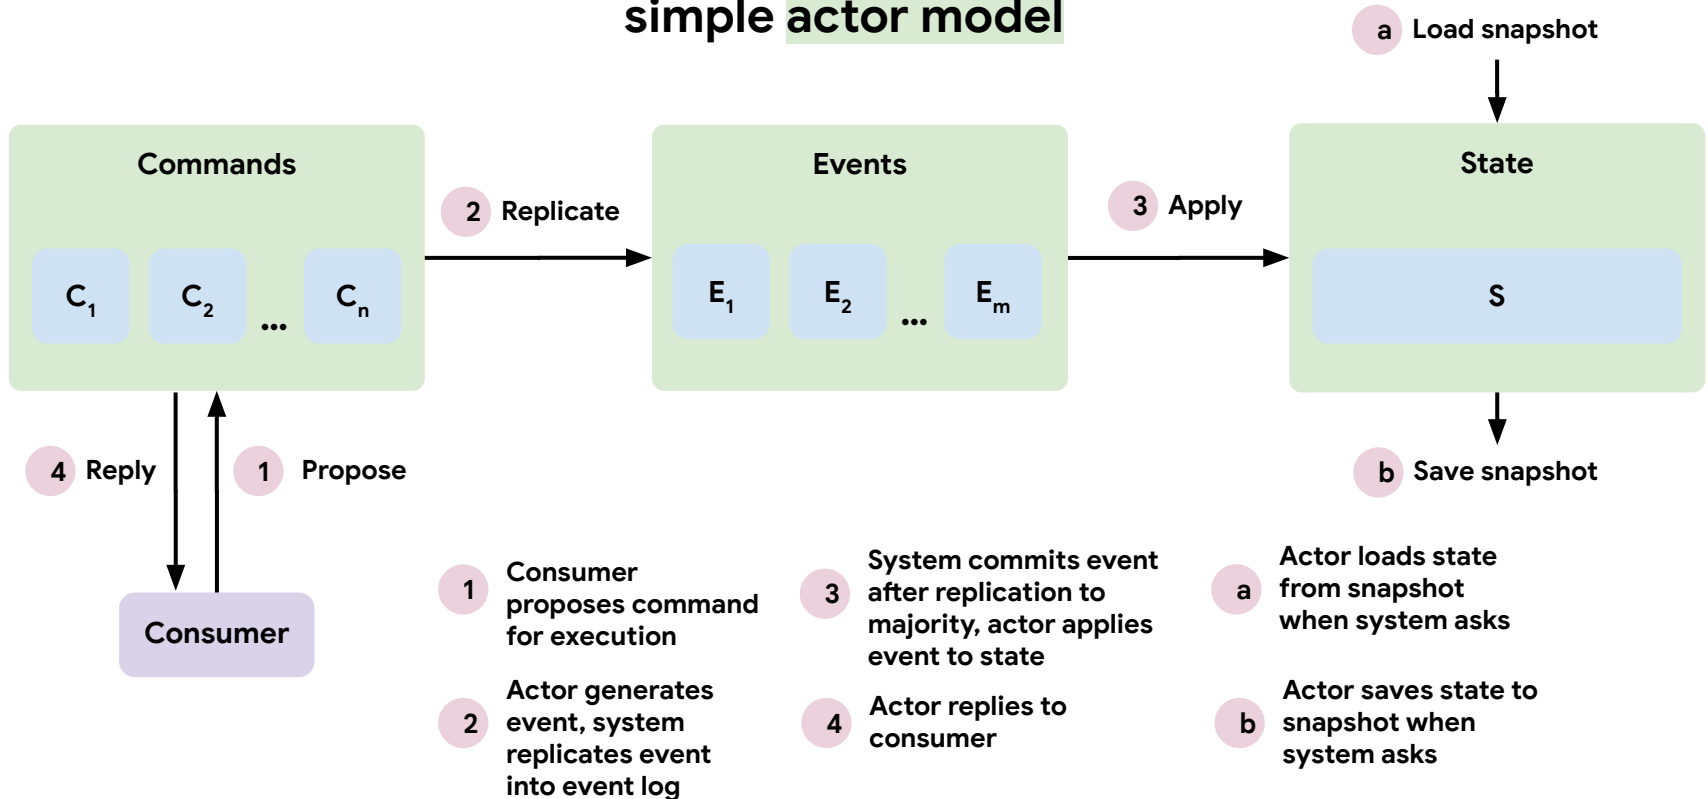 simple actor model
a Load snapshot
Commands
Events
State
2 Replicate
3 Apply
C1 C2 ... Cn
E1 E2 ... Em
S
4 Reply
1 Propose
b Save snapshot
Consumer
1 Consumer
proposes command
for execution
2 Actor generates
event, system
replicates event
into event log
3 System commits event
after replication to
majority, actor applies
event to state
4 Actor replies to
consumer
a Actor loads state
from snapshot
when system asks
b Actor saves state to
snapshot when
system asks